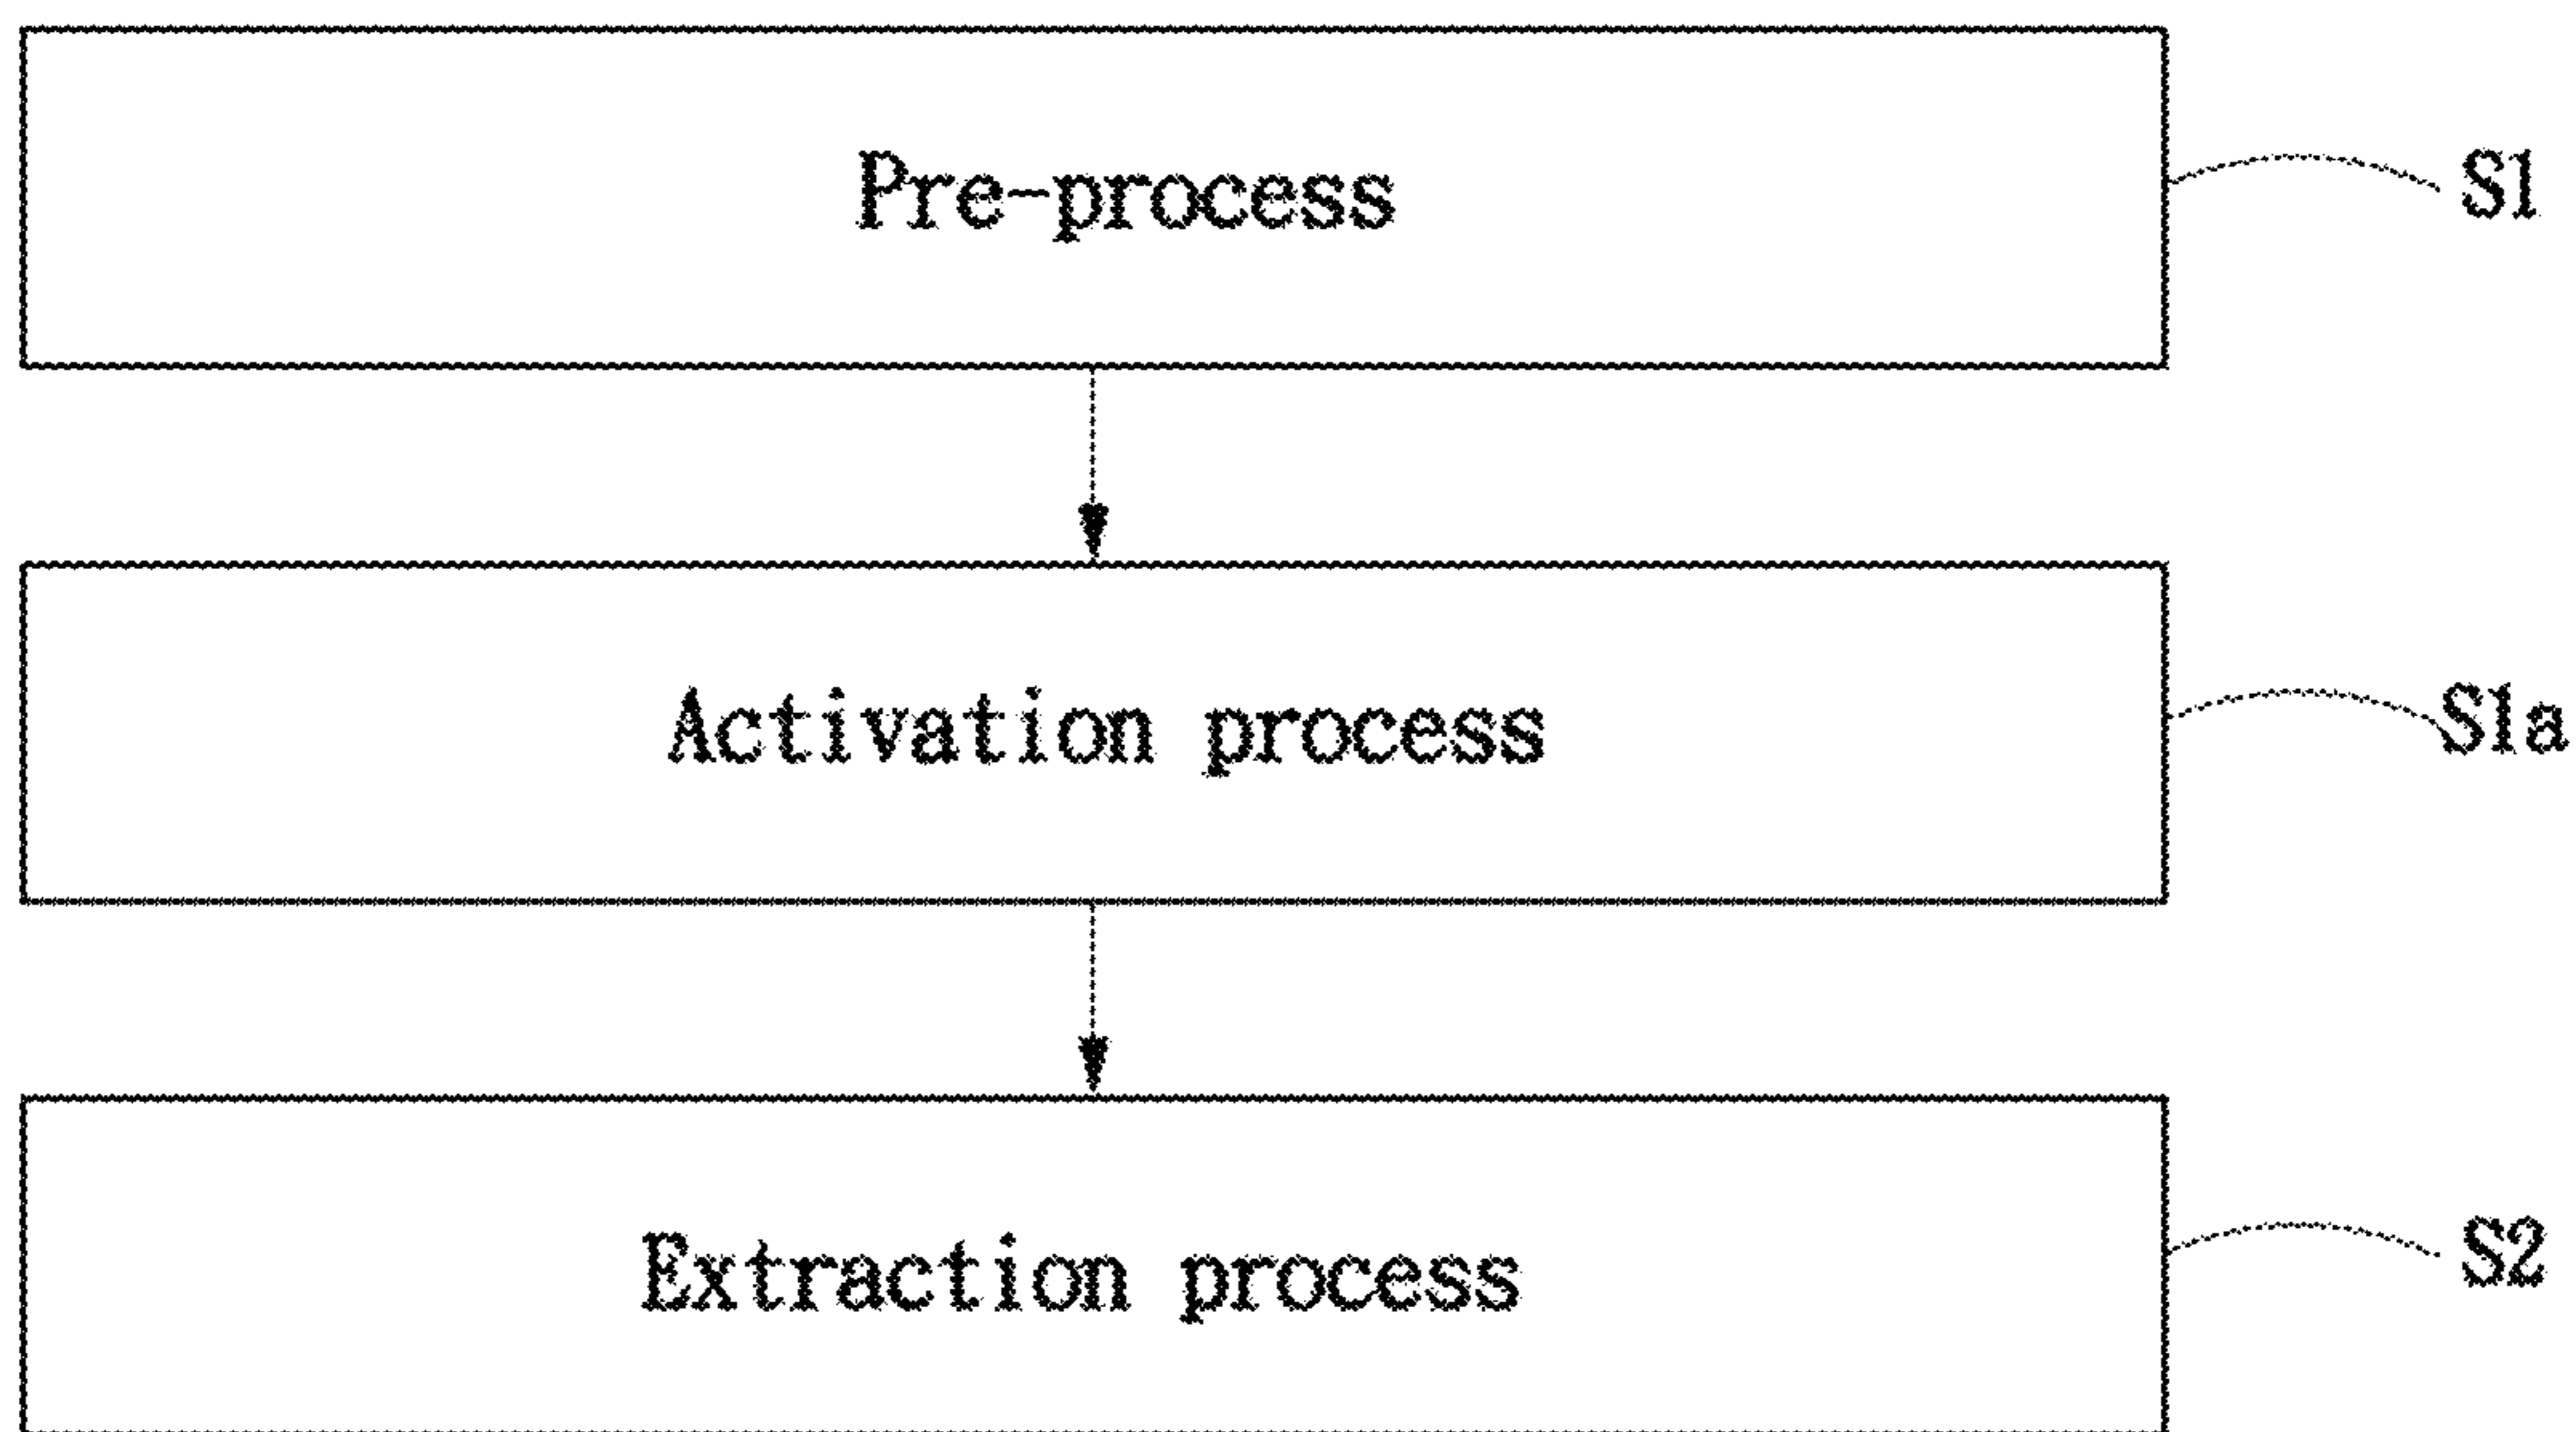 Pre-process S1
Activation process S1a
Extraction process S2